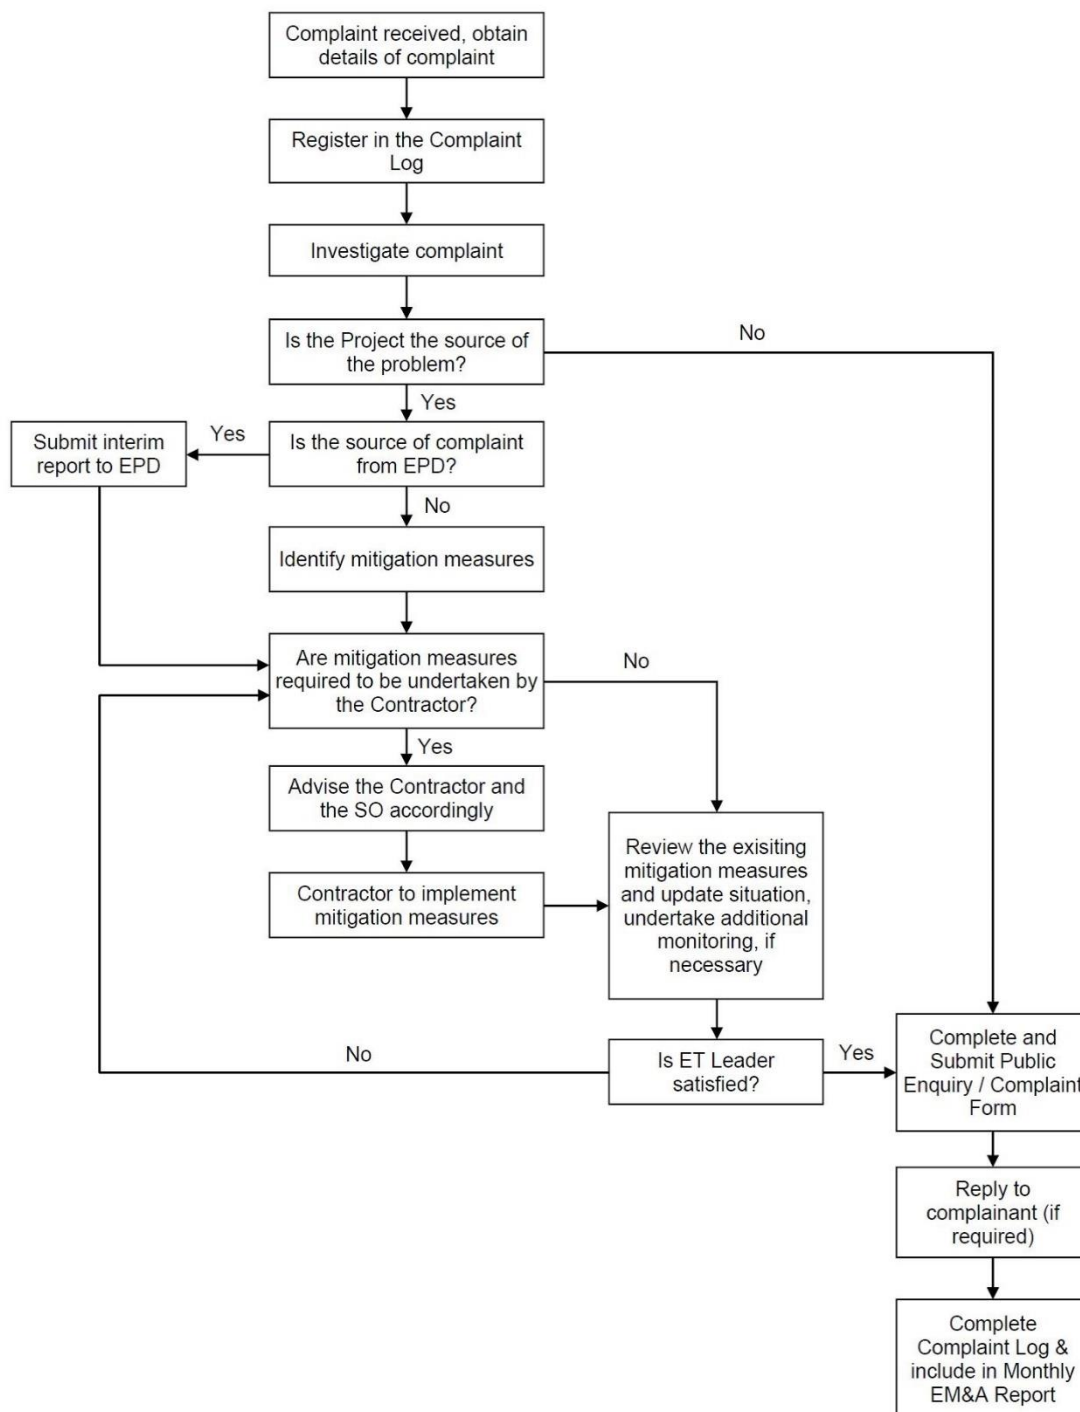 Complaint received, obtain
details of complaint
Register in the Complaint
Log
Investigate complaint
Is the Project the source of
the problem?
No
Yes
Submit interim
report to EPD
Yes
Is the source of complaint
from EPD?
No
Identify mitigation measures
Are mitigation measures
required to be undertaken by
the Contractor?
No
Yes
Advise the Contractor and
the SO accordingly
Contractor to implement
mitigation measures
Review the exisiting
mitigation measures
and update situation,
undertake additional
monitoring, if
necessary
No
Is ET Leader
satisfied?
Yes
Complete and
Submit Public
Enquiry / Complaint
Form
Reply to
complainant (if
required)
Complete
Complaint Log &
include in Monthly
EM&A Report